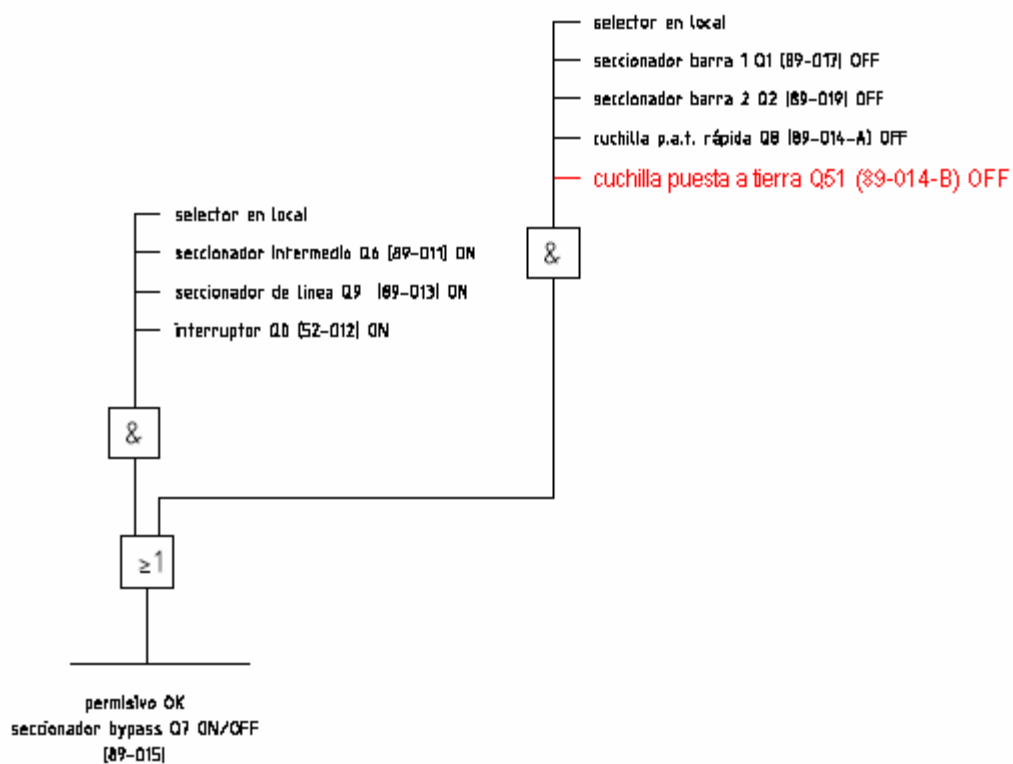 selector en local
seccionador barra 1 Q1 (89-017) OFF
seccionador barra 2 Q2 (89-019) OFF
cuchilla p.a.t. rápida Q8 (89-014-A) OFF
cuchilla puesta a tierra Q51 (89-014-B) OFF
&
selector en local
seccionador intermedio Q6 (89-011) ON
seccionador de linea Q9 (89-013) ON
interruptor Q0 (52-012) ON
&
≥1
permisivo OK
seccionador bypass Q7 ON/OFF
(89-015)